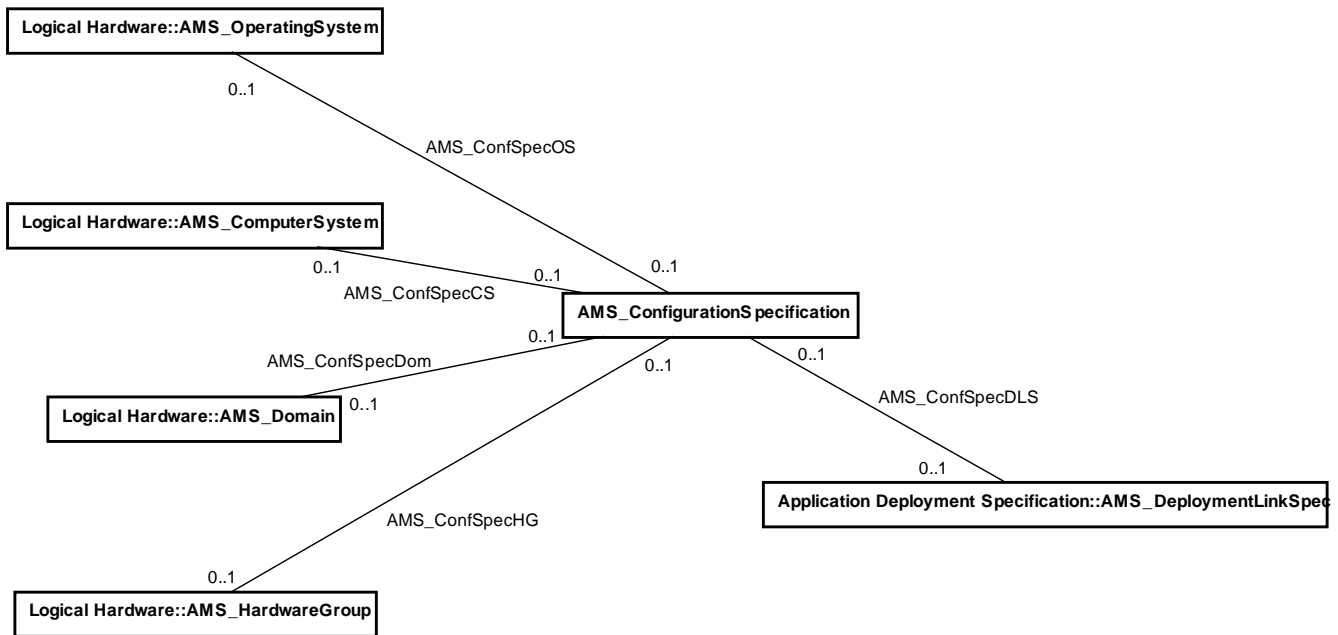 Logical Hardware::AMS_OperatingSystem
0..1
AMS_ConfSpecOS
Logical Hardware::AMS_ComputerSystem
0..1
0..1
0..1
AMS_ConfSpecCS
AMS_ConfigurationSpecification
0..1
AMS_ConfSpecDom
0..1
0..1
0..1
AMS_ConfSpecDLS
Logical Hardware::AMS_Domain
0..1
Application Deployment Specification::AMS_DeploymentLinkSpec
AMS_ConfSpecHG
0..1
Logical Hardware::AMS_HardwareGroup